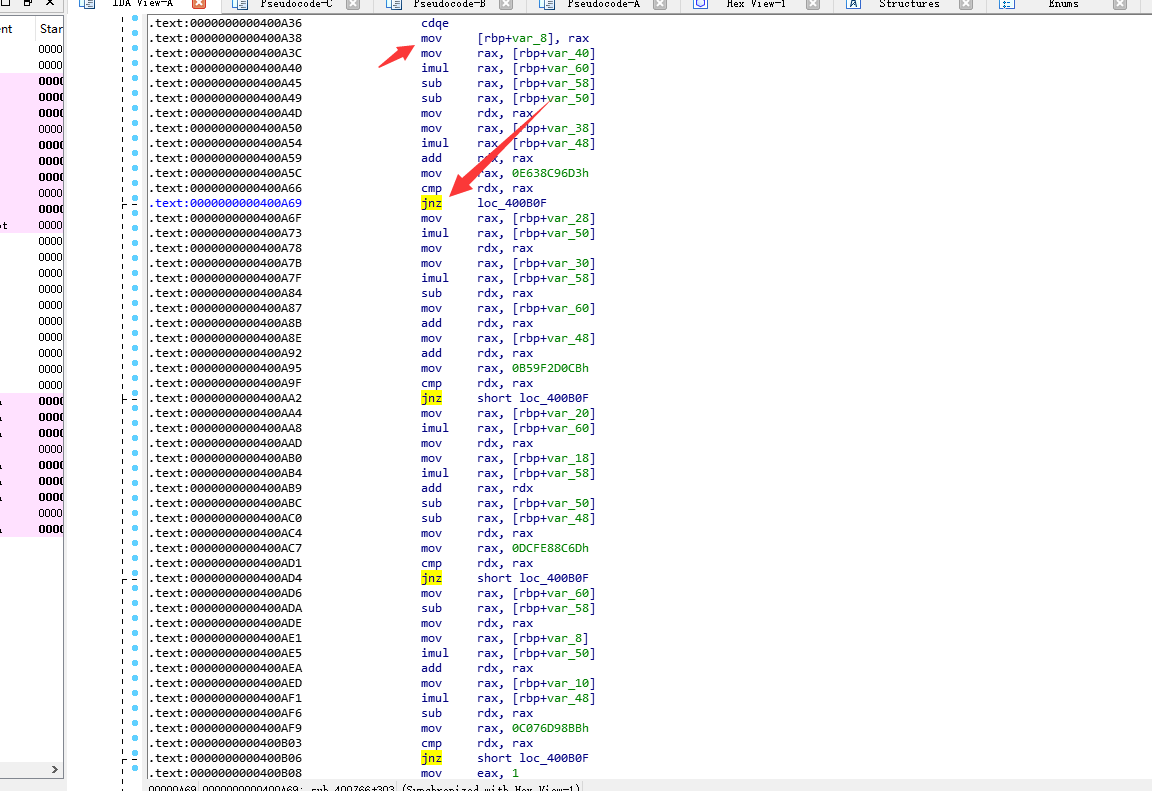 IDA View-A Pseudocode-C Pseudocode-B Pseudocode-A Hex View-1 Structures Enums
nt Star
.text:0000000000400A36 cdqe
.text:0000000000400A38 mov [rbp+var_8], rax
.text:0000000000400A3C mov rax, [rbp+var_40]
.text:0000000000400A40 imul rax, [rbp+var_60]
.text:0000000000400A45 sub rax, [rbp+var_58]
.text:0000000000400A49 sub rax, [rbp+var_50]
.text:0000000000400A4D mov rdx, rax
.text:0000000000400A50 mov rax, [rbp+var_38]
.text:0000000000400A54 imul rax, [rbp+var_48]
.text:0000000000400A59 add rdx, rax
.text:0000000000400A5C mov rax, 0E638C96D3h
.text:0000000000400A66 cmp rdx, rax
.text:0000000000400A69 jnz loc_400B0F
.text:0000000000400A6F mov rax, [rbp+var_28]
.text:0000000000400A73 imul rax, [rbp+var_50]
.text:0000000000400A78 mov rdx, rax
.text:0000000000400A7B mov rax, [rbp+var_30]
.text:0000000000400A7F imul rax, [rbp+var_58]
.text:0000000000400A84 sub rdx, rax
.text:0000000000400A87 mov rax, [rbp+var_60]
.text:0000000000400A8B add rdx, rax
.text:0000000000400A8E mov rax, [rbp+var_48]
.text:0000000000400A92 add rdx, rax
.text:0000000000400A95 mov rax, 0B59F2D0CBh
.text:0000000000400A9F cmp rdx, rax
.text:0000000000400AA2 jnz short loc_400B0F
.text:0000000000400AA4 mov rax, [rbp+var_20]
.text:0000000000400AA8 imul rax, [rbp+var_60]
.text:0000000000400AAD mov rdx, rax
.text:0000000000400AB0 mov rax, [rbp+var_18]
.text:0000000000400AB4 imul rax, [rbp+var_58]
.text:0000000000400AB9 add rax, rdx
.text:0000000000400ABC sub rax, [rbp+var_50]
.text:0000000000400AC0 sub rax, [rbp+var_48]
.text:0000000000400AC4 mov rdx, rax
.text:0000000000400AC7 mov rax, 0DCFE88C6Dh
.text:0000000000400AD1 cmp rdx, rax
.text:0000000000400AD4 jnz short loc_400B0F
.text:0000000000400AD6 mov rax, [rbp+var_60]
.text:0000000000400ADA sub rax, [rbp+var_58]
.text:0000000000400ADE mov rdx, rax
.text:0000000000400AE1 mov rax, [rbp+var_8]
.text:0000000000400AE5 imul rax, [rbp+var_50]
.text:0000000000400AEA add rdx, rax
.text:0000000000400AED mov rax, [rbp+var_10]
.text:0000000000400AF1 imul rax, [rbp+var_48]
.text:0000000000400AF6 sub rdx, rax
.text:0000000000400AF9 mov rax, 0C076D98BBh
.text:0000000000400B03 cmp rdx, rax
.text:0000000000400B06 jnz short loc_400B0F
.text:0000000000400B08 mov eax, 1
00000A69 0000000000400A69: sub_400766+303 (Synchronized with Hex View-1)